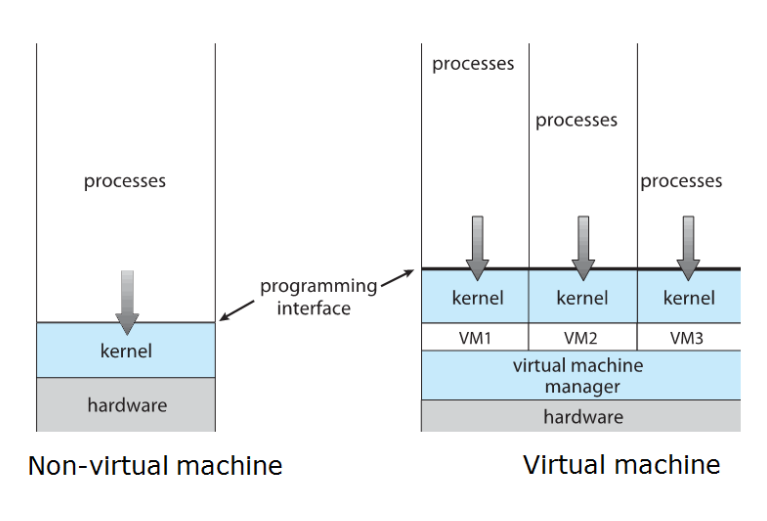 processes
programming
interface
kernel
hardware
Non-virtual machine
processes
processes
processes
kernel kernel kernel
VM1 VM2 VM3
virtual machine
manager
hardware
Virtual machine